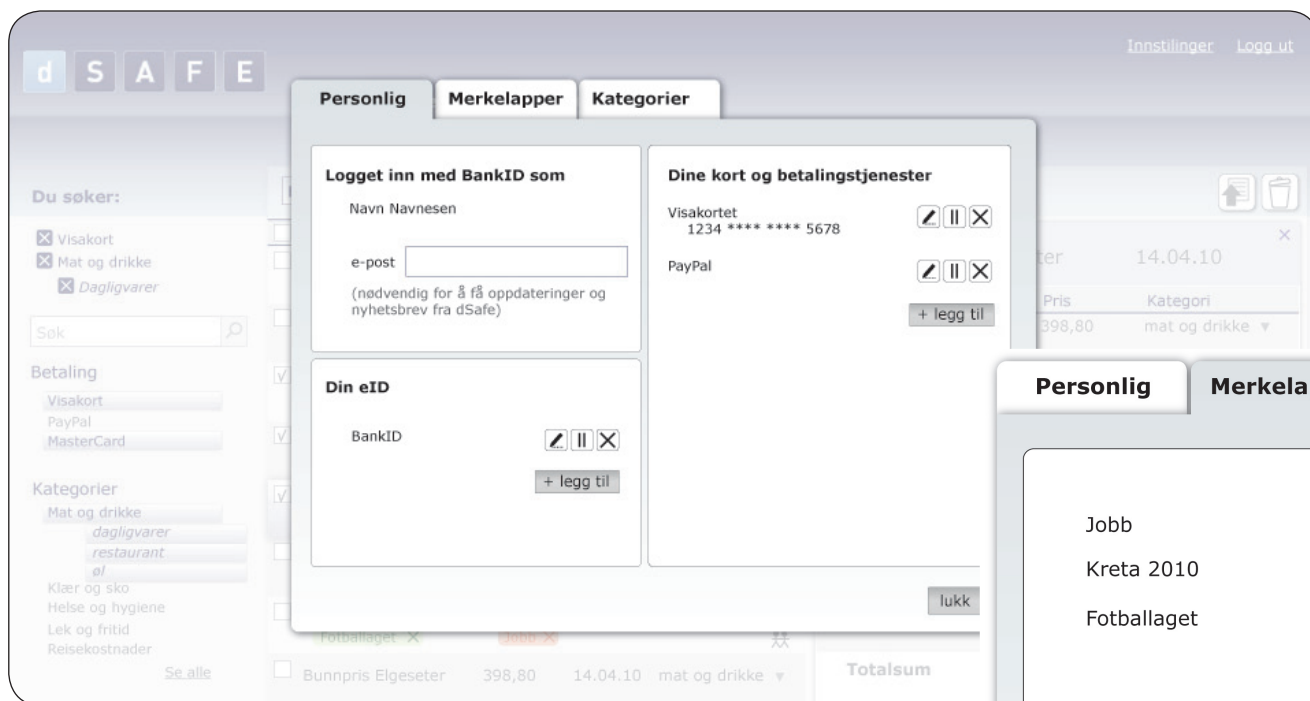 d S A F E
Innstilinger Logg ut
Personlig Merkelapper Kategorier
Logget inn med BankID som
Navn Navnesen
e-post
(nødvendig for å få oppdateringer og
nyhetsbrev fra dSafe)
Din eID
BankID
+ legg til
Dine kort og betalingstjenester
Visakortet
1234 **** **** 5678
PayPal
+ legg til
lukk
Du søker:
Visakort
Mat og drikke
Dagligvarer
Søk
Betaling
Visakort
PayPal
MasterCard
Kategorier
Mat og drikke
dagligvarer
restaurant
øl
Klær og sko
Helse og hygiene
Lek og fritid
Reisekostnader
Se alle
Fotballaget Jobb
Bunnpris Elgeseter 398,80 14.04.10 mat og drikke
14.04.10
Pris Kategori
398,80 mat og drikke
Totalsum
Personlig
Jobb
Kreta 2010
Fotballaget